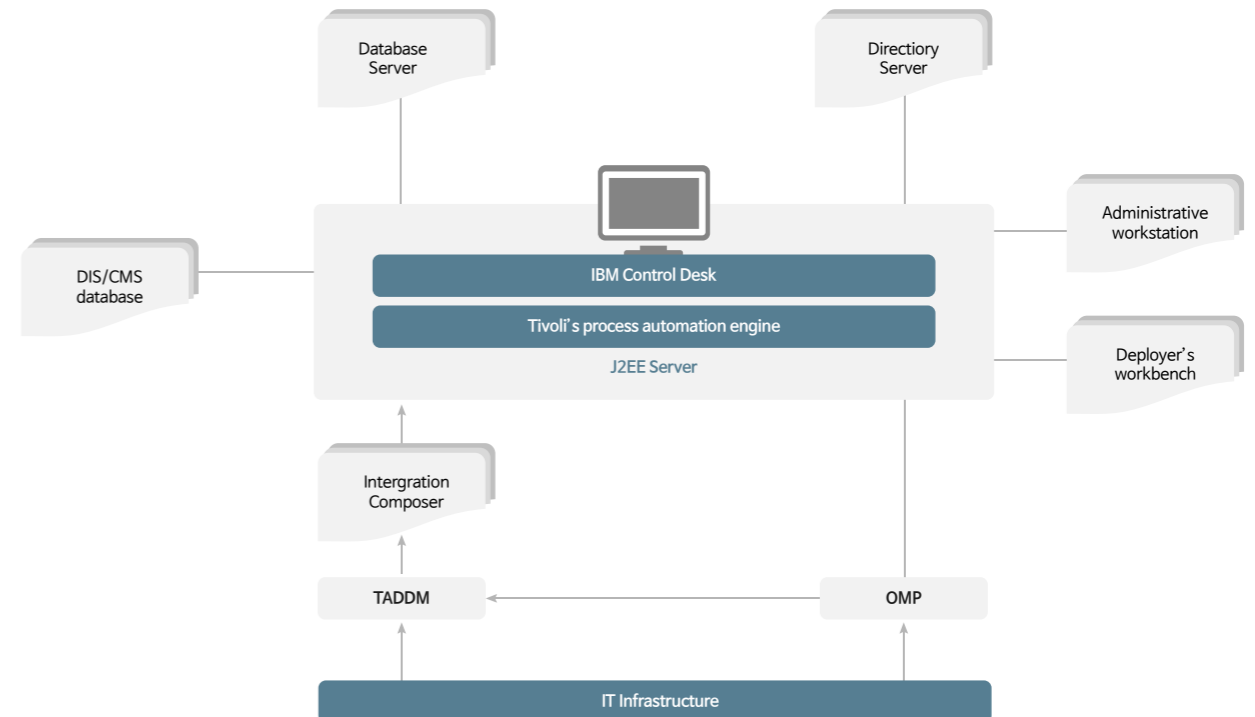 Database
Server
Directiory
Server
Administrative
workstation
DIS/CMS
database
IBM Control Desk
Tivoli’s process automation engine
J2EE Server
Deployer’s
workbench
Intergration
Composer
TADDM
OMP
IT Infrastructure